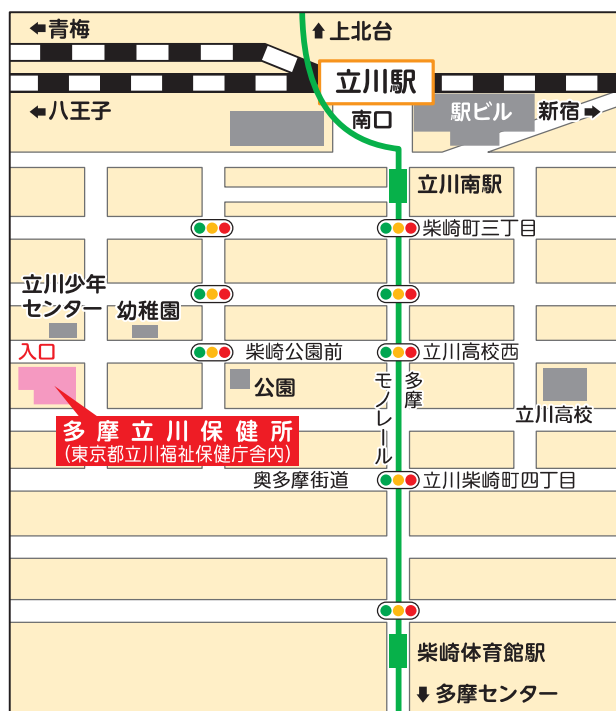 ←青梅
↑上北台
立川駅
←八王子
南口
駅ビル
新宿→
立川南駅
柴崎町三丁目
立川少年
センター
幼稚園
入口
柴崎公園前
立川高校西
公園
多摩
モノレール
立川高校
多摩立川保健所
(東京都立川福祉保健庁舎内)
奥多摩街道
立川柴崎町四丁目
柴崎体育館駅
↓多摩センター